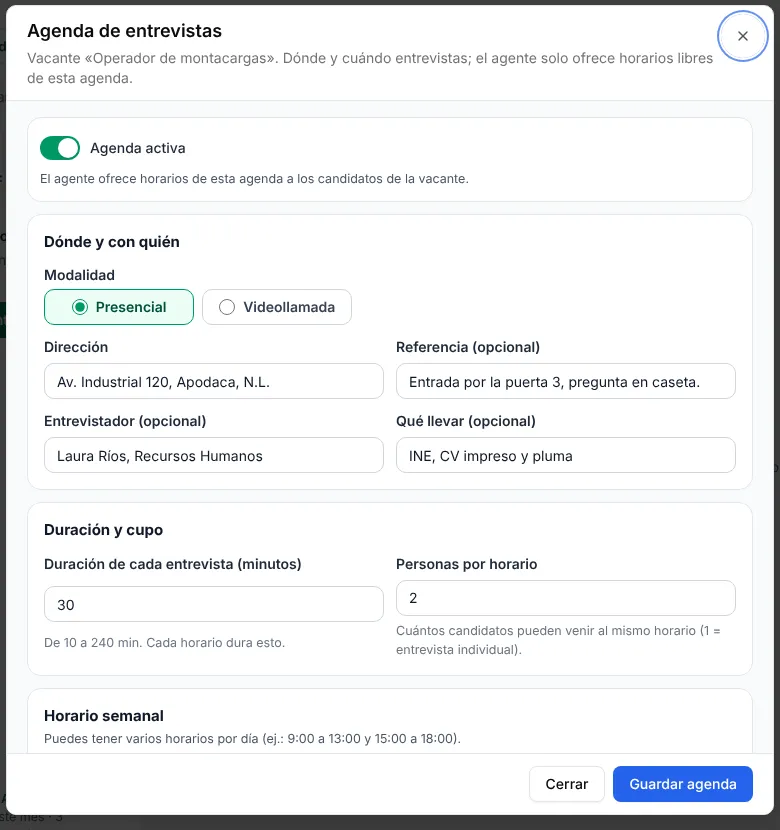 Agenda de entrevistas
Vacante «Operador de montacargas». Dónde y cuándo entrevistas; el agente solo ofrece horarios libres
de esta agenda.
Agenda activa
El agente ofrece horarios de esta agenda a los candidatos de la vacante.
Dónde y con quién
Modalidad
Presencial
Videollamada
Dirección
Referencia (opcional)
Av. Industrial 120, Apodaca, N.L.
Entrada por la puerta 3, pregunta en caseta.
Entrevistador (opcional)
Qué llevar (opcional)
Laura Ríos, Recursos Humanos
INE, CV impreso y pluma
Duración y cupo
Duración de cada entrevista (minutos)
Personas por horario
30
2
De 10 a 240 min. Cada horario dura esto.
Cuántos candidatos pueden venir al mismo horario (1 =
entrevista individual).
Horario semanal
Puedes tener varios horarios por día (ej.: 9:00 a 13:00 y 15:00 a 18:00).
Cerrar
Guardar agenda